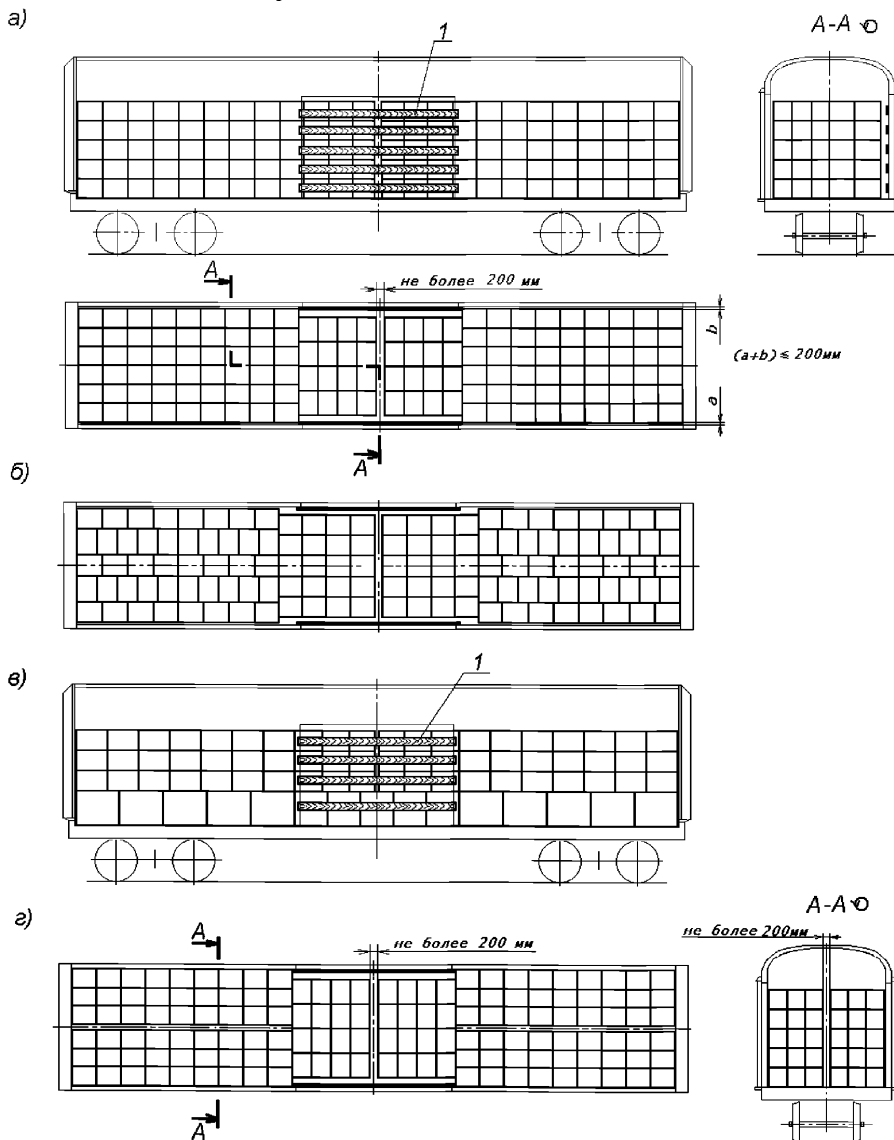 а)
1
А-А
А
не более 200 мм
b
(a+b) ≤ 200мм
a
А
б)
в)
1
г)
А
не более 200 мм
А-А
не более 200мм
А